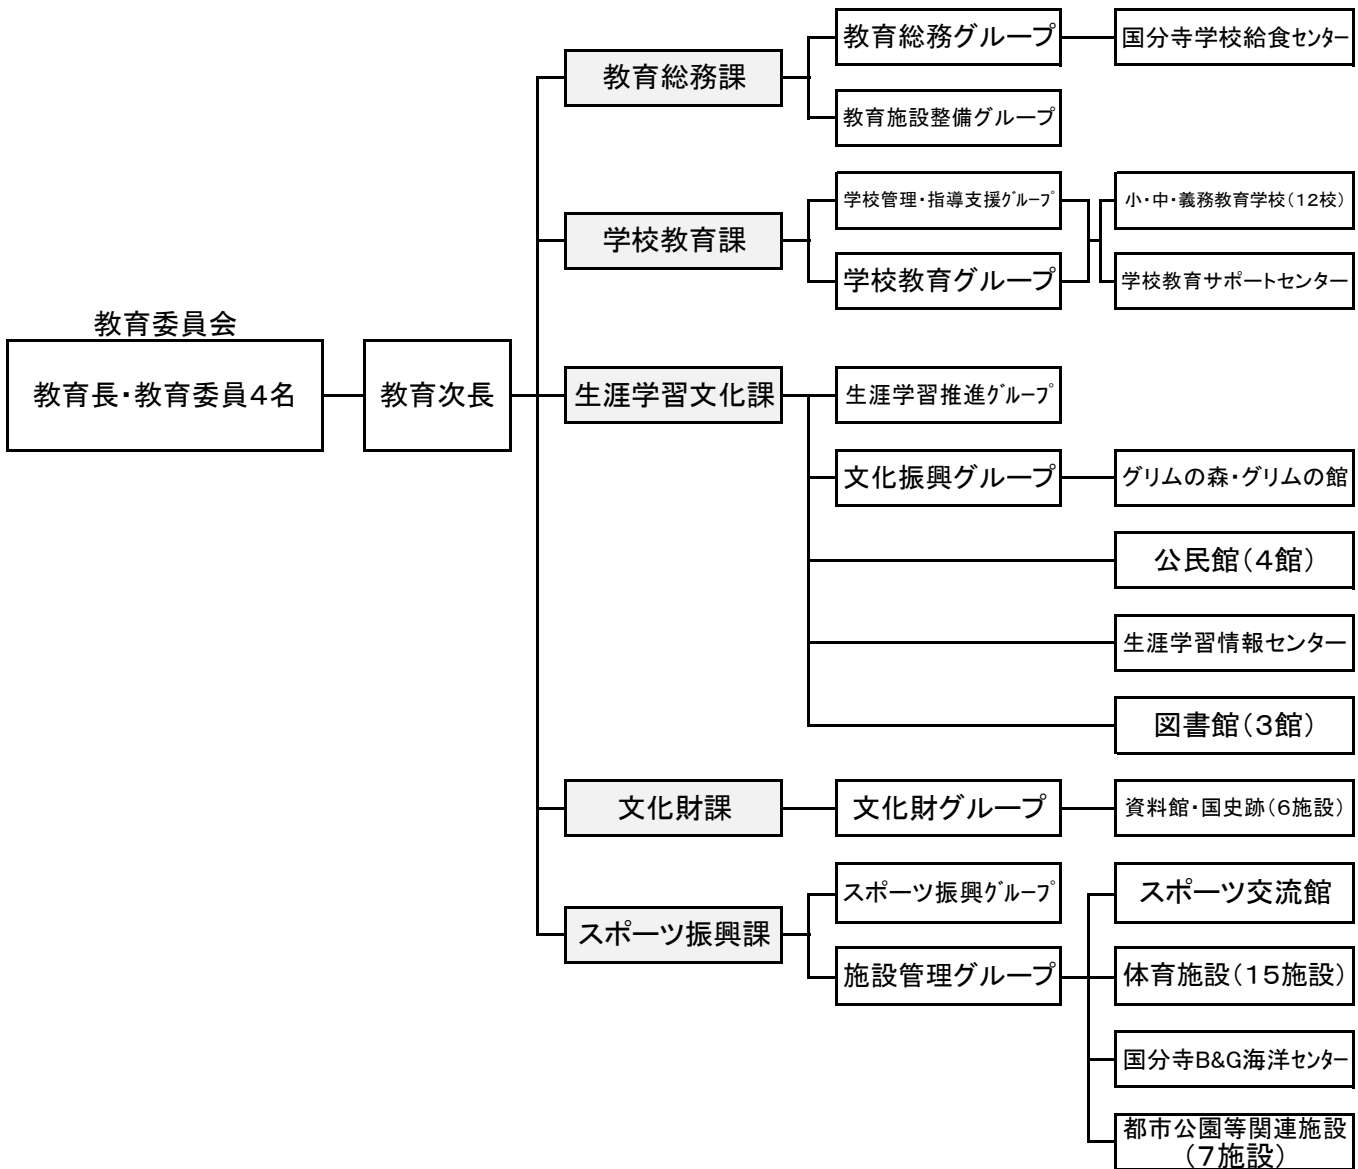 教育委員会
教育長・教育委員４名
教育次長
教育総務課
教育総務グループ
国分寺学校給食ｾﾝﾀｰ
教育施設整備グループ
学校教育課
学校管理・指導支援ｸﾞﾙｰﾌﾟ
小・中・義務教育学校（１２校）
学校教育グループ
学校教育サポートセンター
生涯学習文化課
生涯学習推進ｸﾞﾙｰﾌﾟ
文化振興グループ
グリムの森・グリムの館
公民館（４館）
生涯学習情報センター
図書館（３館）
文化財課
文化財グループ
資料館・国史跡（６施設）
スポーツ振興課
スポーツ振興ｸﾞﾙｰﾌﾟ
スポーツ交流館
施設管理グループ
体育施設（１５施設）
国分寺B&G海洋ｾﾝﾀｰ
都市公園等関連施設
（７施設）